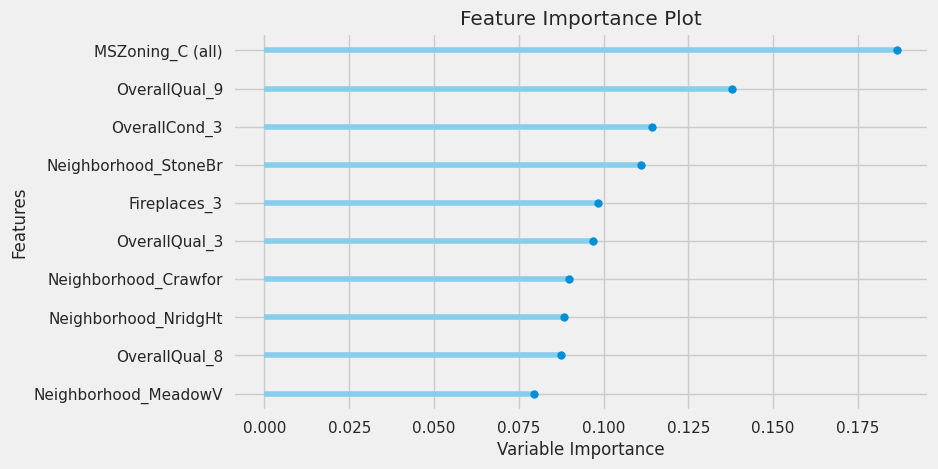 Feature Importance Plot
MSZoning_C (all)
OverallQual_9
OverallCond_3
Neighborhood_StoneBr
Fireplaces_3
OverallQual_3
Neighborhood_Crawfor
Neighborhood_NridgHt
OverallQual_8
Neighborhood_MeadowV
Features
0.000 0.025 0.050 0.075 0.100 0.125 0.150 0.175
Variable Importance